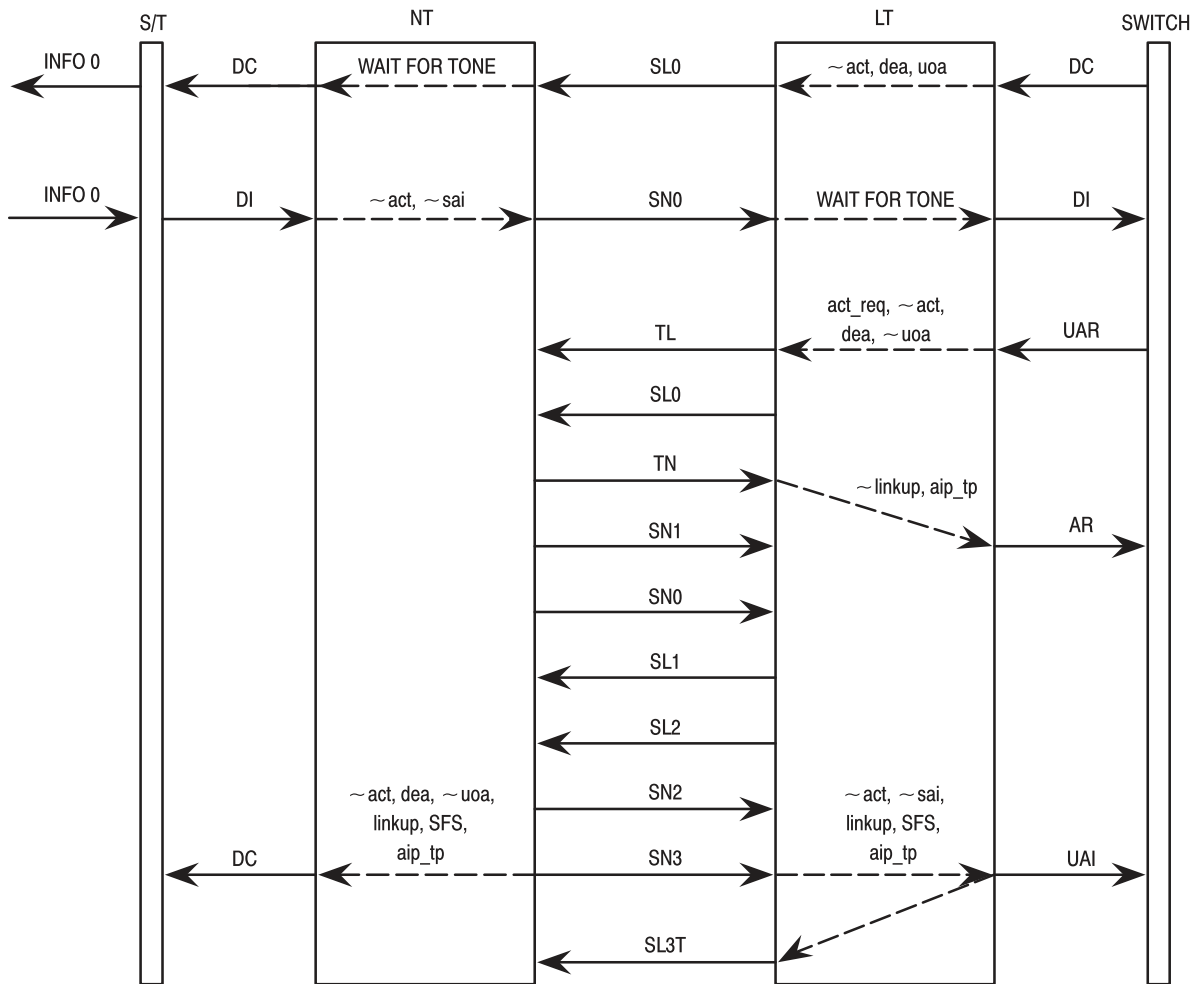 S/T
NT
LT
SWITCH
INFO 0
DC
WAIT FOR TONE
SL0
~act, dea, uoa
DC
INFO 0
DI
~act, ~sai
SN0
WAIT FOR TONE
DI
TL
act_req, ~act,
dea, ~uoa
UAR
SL0
TN
~linkup, aip_tp
SN1
AR
SN0
SL1
SL2
DC
~act, dea, ~uoa,
linkup, SFS,
aip_tp
SN2
SN3
~act, ~sai,
linkup, SFS,
aip_tp
UAI
SL3T